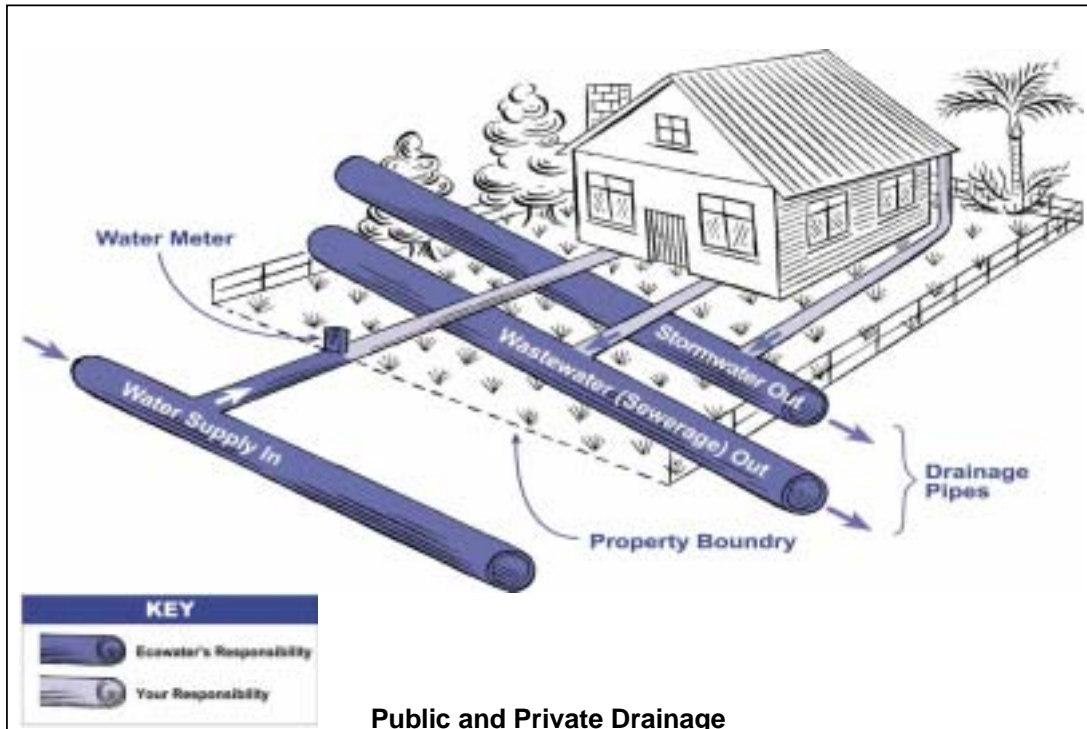 Water Meter
Stormwater Out
Wastewater (Sewerage) Out
Water Supply In
Drainage
Pipes
Property Boundry
KEY
Ecowater's Responsibility
Your Responsibility
Public and Private Drainage